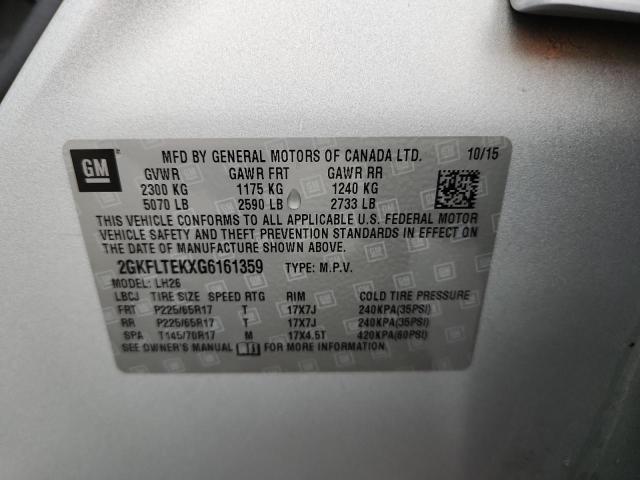 GM
MFD BY GENERAL MOTORS OF CANADA LTD. 10/15
GVWR GAWR FRT GAWR RR
2300 KG 1175 KG 1240 KG
5070 LB 2590 LB 2733 LB
THIS VEHICLE CONFORMS TO ALL APPLICABLE U.S. FEDERAL MOTOR
VEHICLE SAFETY AND THEFT PREVENTION STANDARDS IN EFFECT ON
THE DATE OF MANUFACTURE SHOWN ABOVE.
2GKFLTEKXG6161359 TYPE: M.P.V.
MODEL: LH26
LBCJ TIRE SIZE SPEED RTG RIM COLD TIRE PRESSURE
FRT P225/65R17 T 17X7J 240KPA(35PSI)
RR P225/65R17 T 17X7J 240KPA(35PSI)
SPA T145/70R17 M 17X4.5T 420KPA(60PSI)
SEE OWNER'S MANUAL FOR MORE INFORMATION.